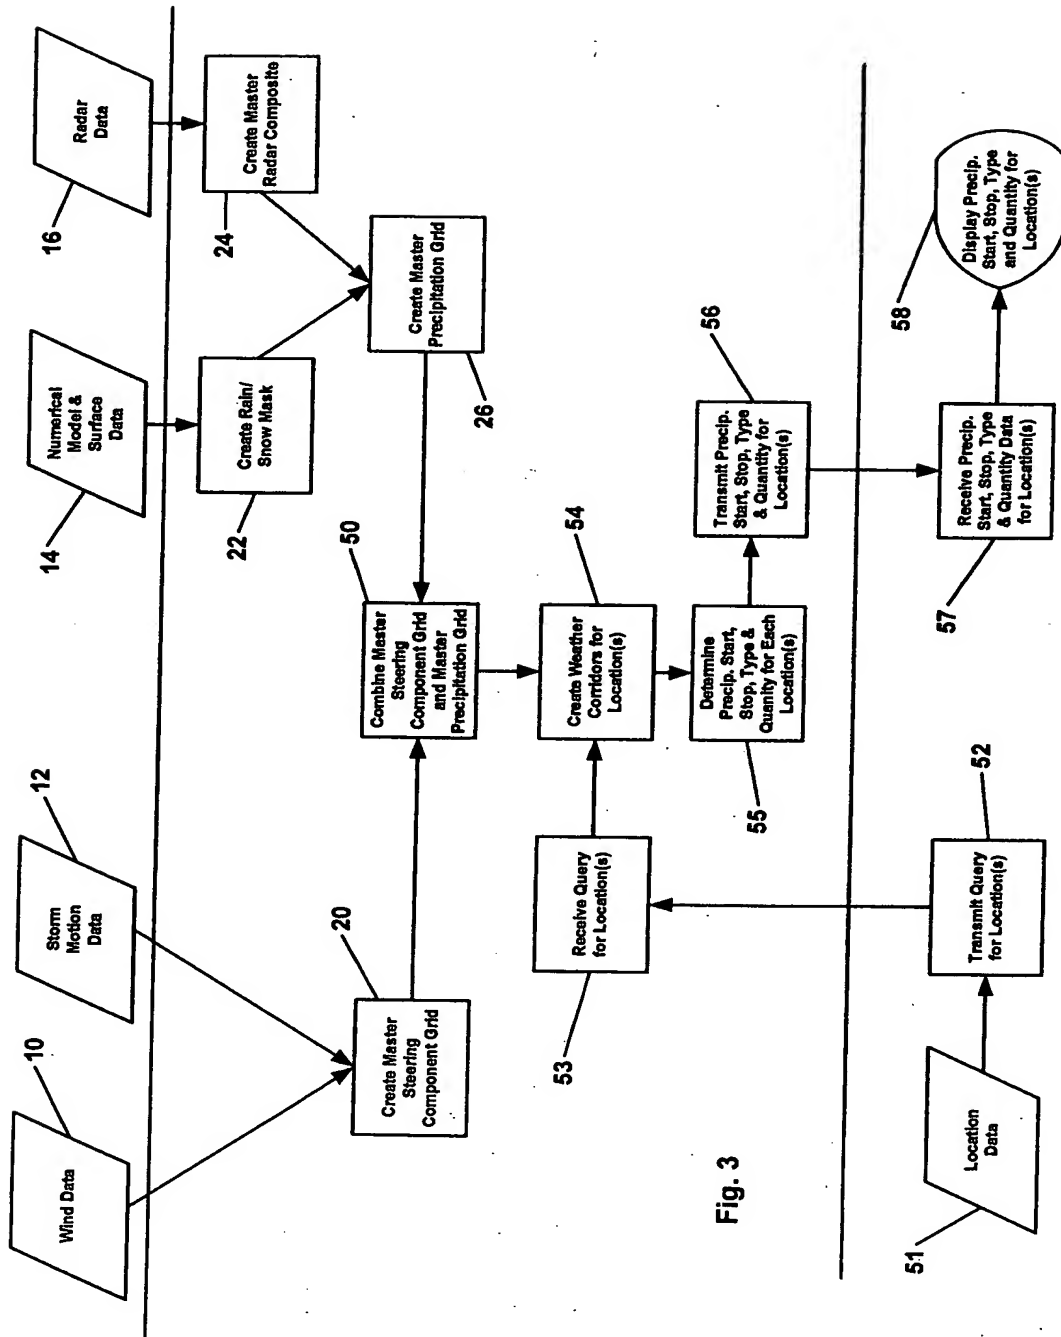 10
Wind Data
12
Storm
Motion
Data
14
Numerical
Model &
Surface
Data
16
Radar
Data
20
Create Master
Steering
Component Grid
22
Create Rain/
Snow Mask
24
Create Master
Radar Composite
26
Create Master
Precipitation Grid
50
Combine Master
Steering
Component Grid
and Master
Precipitation Grid
53
Receive Query
for Location(s)
54
Create Weather
Corridors for
Location(s)
55
Determine
Precip. Start,
Stop, Type &
Quantity for Each
Location(s)
56
Transmit Precip.
Start, Stop, Type
& Quantity for
Location(s)
51
Location
Data
52
Transmit Query
for Location(s)
57
Receive Precip.
Start, Stop, Type
& Quantity Data
for Location(s)
58
Display Precip.
Start, Stop, Type
and Quantity for
Location(s)
Fig. 3